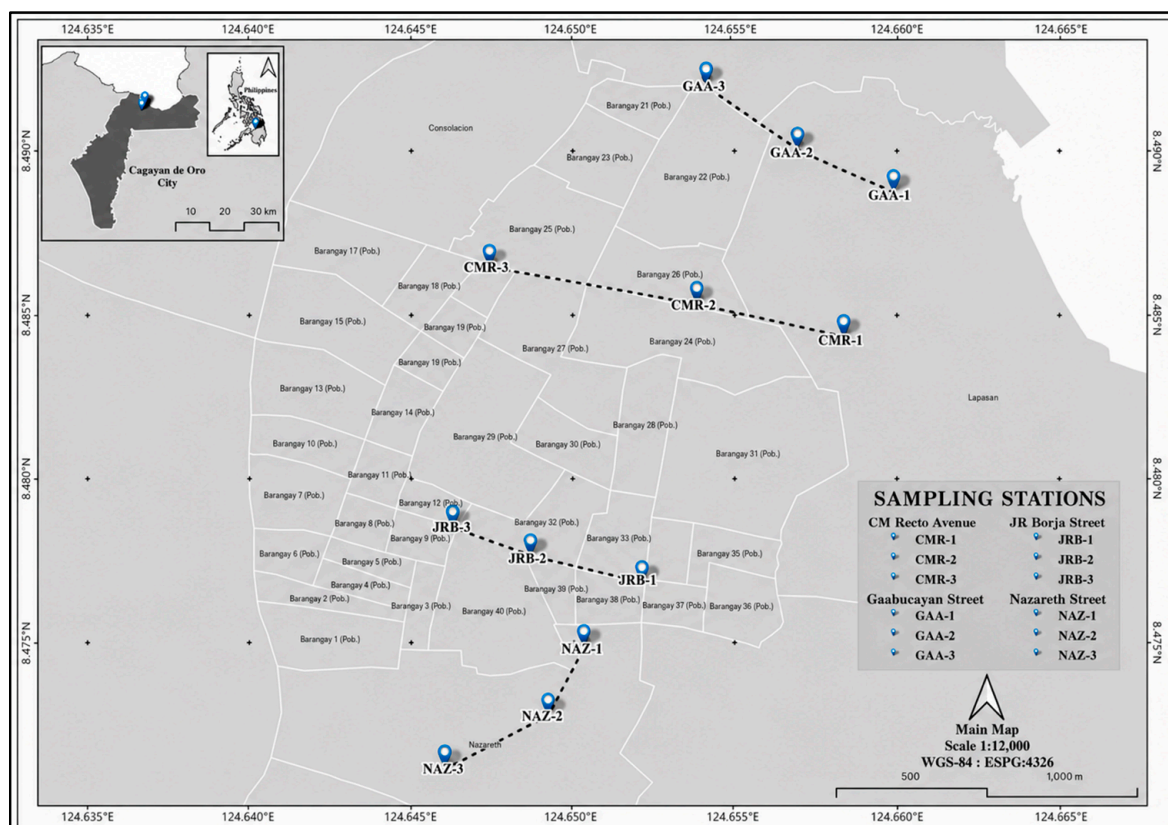 124.635°E 124.640°E 124.645°E 124.650°E 124.655°E 124.660°E 124.665°E
8.490°N
8.485°N
8.480°N
8.475°N
Philippines
Cagayan de Oro
City
10 20 30 km
GAA-3
Barangay 21 (Pob.)
Consolacion
GAA-2
Barangay 23 (Pob.)
Barangay 22 (Pob.)
GAA-1
Barangay 25 (Pob.)
Barangay 17 (Pob.)
CMR-3
Barangay 26 (Pob.)
Barangay 18 (Pob.)
CMR-2
Barangay 15 (Pob.)
Barangay 19 (Pob.)
CMR-1
Barangay 24 (Pob.)
Barangay 27 (Pob.)
Barangay 19 (Pob.)
Barangay 13 (Pob.)
Lapasan
Barangay 14 (Pob.)
Barangay 28 (Pob.)
Barangay 29 (Pob.)
Barangay 10 (Pob.)
Barangay 30 (Pob.)
Barangay 31 (Pob.)
Barangay 11 (Pob.)
Barangay 7 (Pob.)
Barangay 12 (Pob.)
Barangay 8 (Pob.)
JRB-3
Barangay 32 (Pob.)
Barangay 9 (Pob.)
Barangay 33 (Pob.)
Barangay 6 (Pob.)
Barangay 5 (Pob.)
JRB-2
Barangay 35 (Pob.)
JRB-1
Barangay 4 (Pob.)
Barangay 39 (Pob.)
Barangay 2 (Pob.)
Barangay 3 (Pob.)
Barangay 40 (Pob.)
Barangay 38 (Pob.)
Barangay 37 (Pob.)
Barangay 36 (Pob.)
Barangay 1 (Pob.)
NAZ-1
NAZ-2
Nazareth
NAZ-3
SAMPLING STATIONS
CM Recto Avenue
CMR-1
CMR-2
CMR-3
Gaabucayan Street
GAA-1
GAA-2
GAA-3
JR Borja Street
JRB-1
JRB-2
JRB-3
Nazareth Street
NAZ-1
NAZ-2
NAZ-3
Main Map
Scale 1:12,000
WGS-84 : ESPG:4326
500 1,000 m
8.490°N
8.485°N
8.480°N
8.475°N
124.635°E 124.640°E 124.645°E 124.650°E 124.655°E 124.660°E 124.665°E